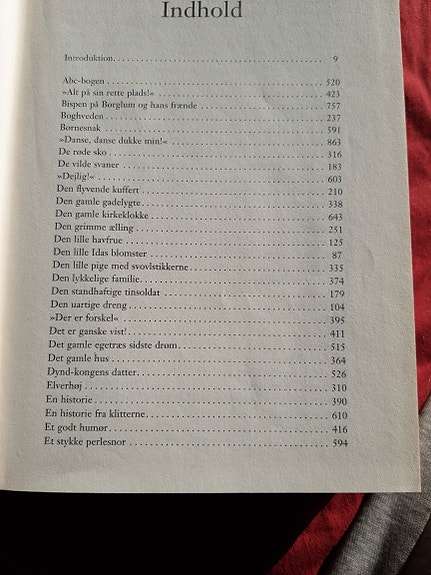 Indhold
Introduktion. 9
Abc-bogen 520
»Alt på sin rette plads!« 423
Bispen på Børglum og hans frænde 757
Boghveden 237
Børnesnak 591
»Danse, danse dukke min!« 863
De røde sko 316
De vilde svaner 183
»Dejlig!« 603
Den flyvende kuffert 210
Den gamle gadelygte 338
Den gamle kirkeklokke 643
Den grimme ælling 251
Den lille havfrue 125
Den lille Idas blomster 87
Den lille pige med svovlstikkerne 335
Den lykkelige familie 374
Den standhaftige tinsoldat 179
Den uartige dreng 104
»Der er forskel« 395
Det er ganske vist! 411
Det gamle egetræs sidste drøm 515
Det gamle hus 364
Dynd-kongens datter 526
Elverhøj 310
En historie 390
En historie fra klitterne 610
Et godt humør 416
Et stykke perlesnor 594